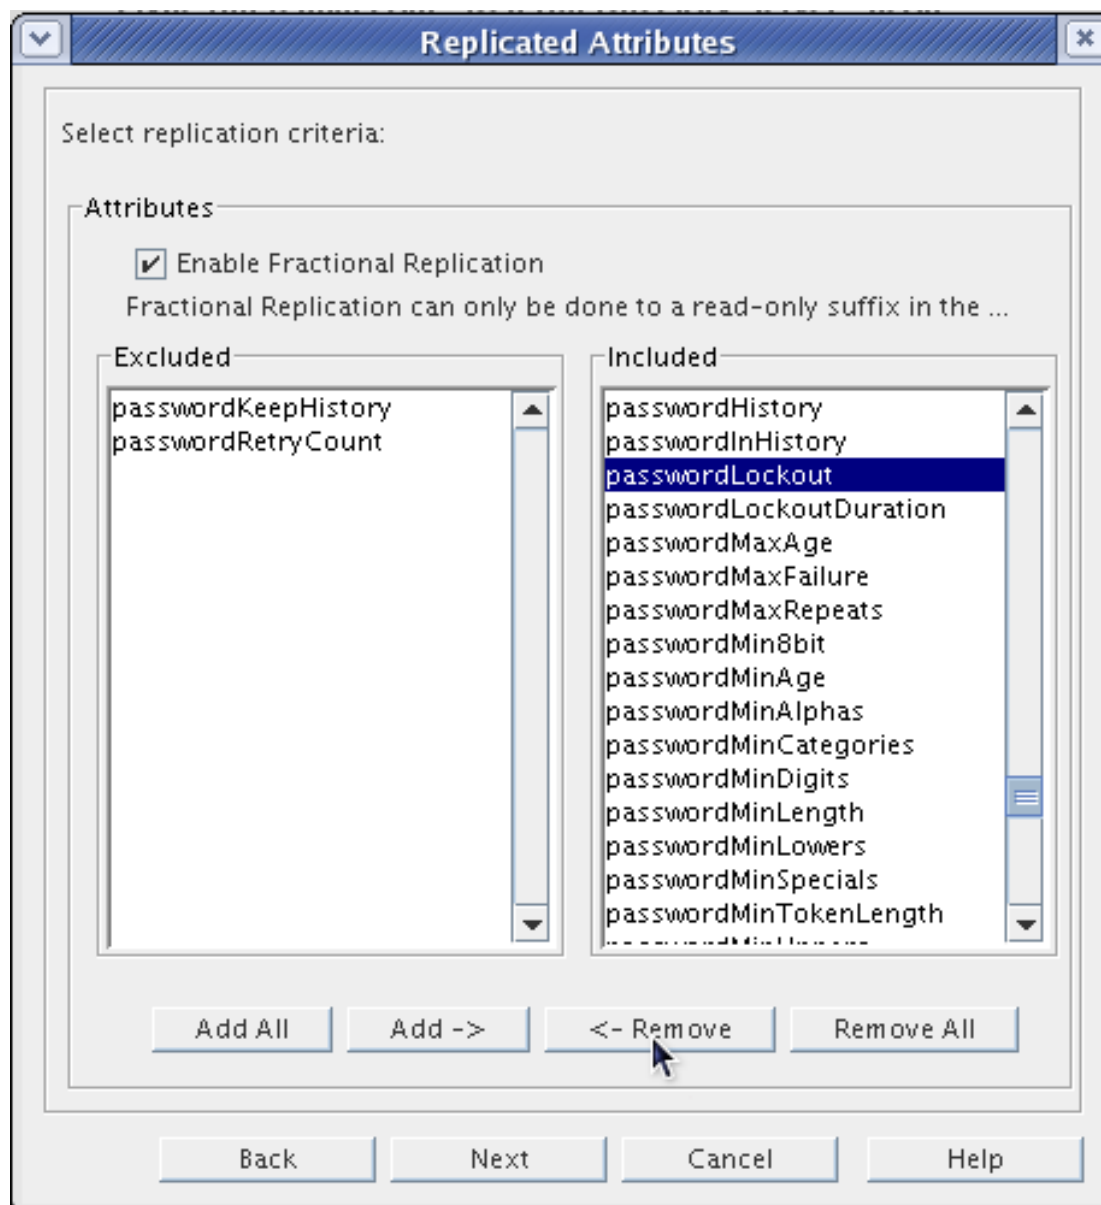 Replicated Attributes
Select replication criteria:
Attributes
Enable Fractional Replication
Fractional Replication can only be done to a read-only suffix in the ...
Excluded
passwordKeepHistory
passwordRetryCount
Included
passwordHistory
passwordInHistory
passwordLockout
passwordLockoutDuration
passwordMaxAge
passwordMaxFailure
passwordMaxRepeats
passwordMin8bit
passwordMinAge
passwordMinAlphas
passwordMinCategories
passwordMinDigits
passwordMinLength
passwordMinLowers
passwordMinSpecials
passwordMinTokenLength
Add All
Add ->
<- Remove
Remove All
Back
Next
Cancel
Help